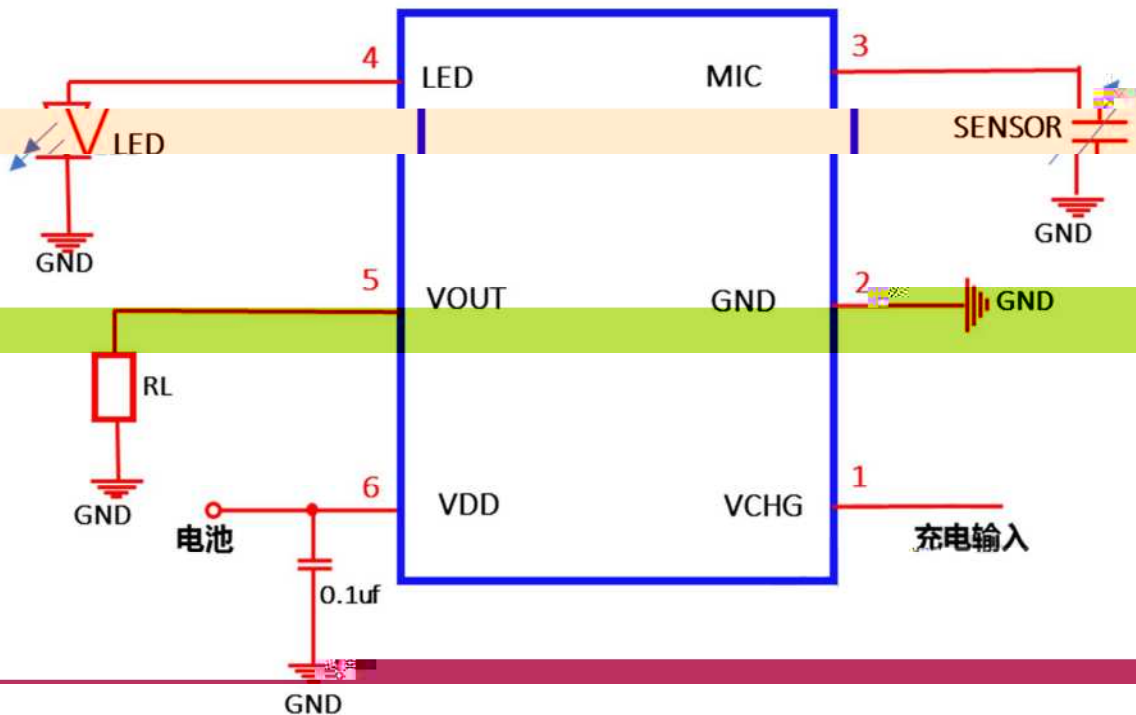 4
LED
MIC
3
LED
SENSOR
GND
GND
5
VOUT
GND
2
GND
RL
GND
6
VDD
VCHG
1
电池
充电输入
0.1uf
GND